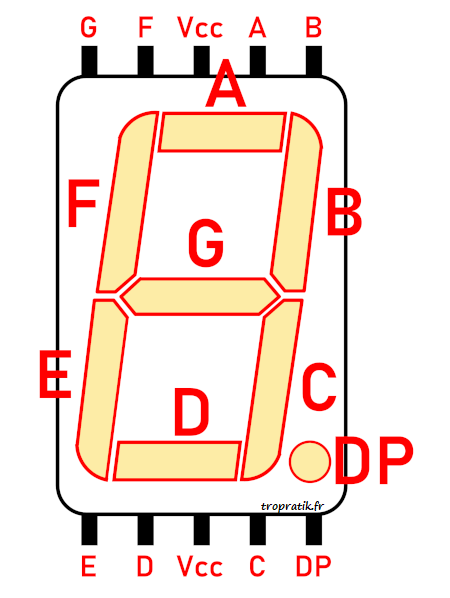 G F Vcc A B
A
F B
G
E C
D
DP
tropratik.fr
E D Vcc C DP